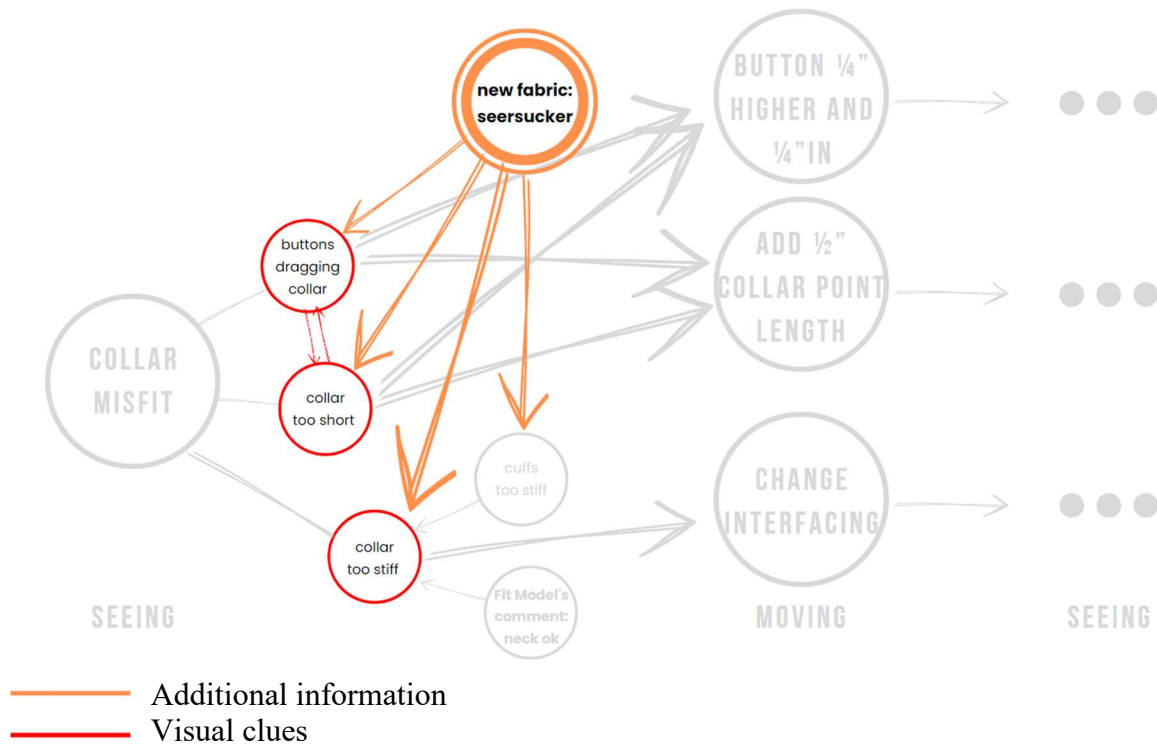 new fabric:
seersucker
BUTTON ¼”
HIGHER AND
¼”IN
buttons
dragging
collar
ADD ½”
COLLAR POINT
LENGTH
COLLAR
MISFIT
collar
too short
cuffs
too stiff
CHANGE
INTERFACING
collar
too stiff
Fit Model's
comment:
neck ok
SEEING
MOVING
SEEING
Additional information
Visual clues